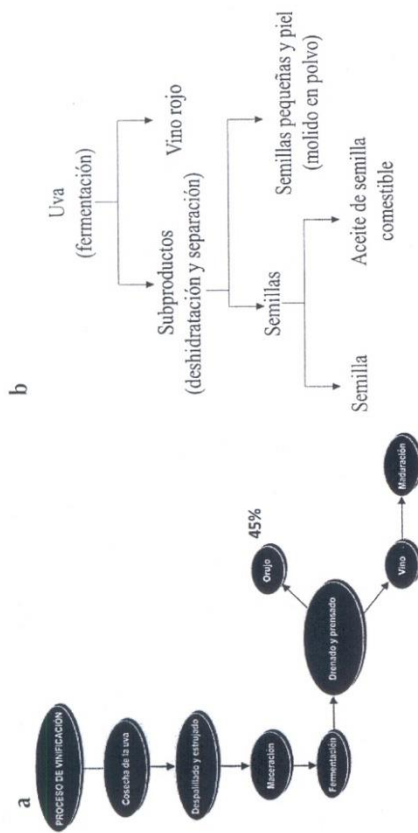 a
PROCESO DE VINIFICACIÓN
Cosecha de la uva
Despalillado y estrujado
Maceración
Fermentación
Drenado y prensado
Orujo
45%
Vino
Maduración
b
Uva
(fermentación)
Subproductos
(deshidratación y separación)
Vino rojo
Semillas
Semillas pequeñas y piel
(molido en polvo)
Semilla
Aceite de semilla
comestible